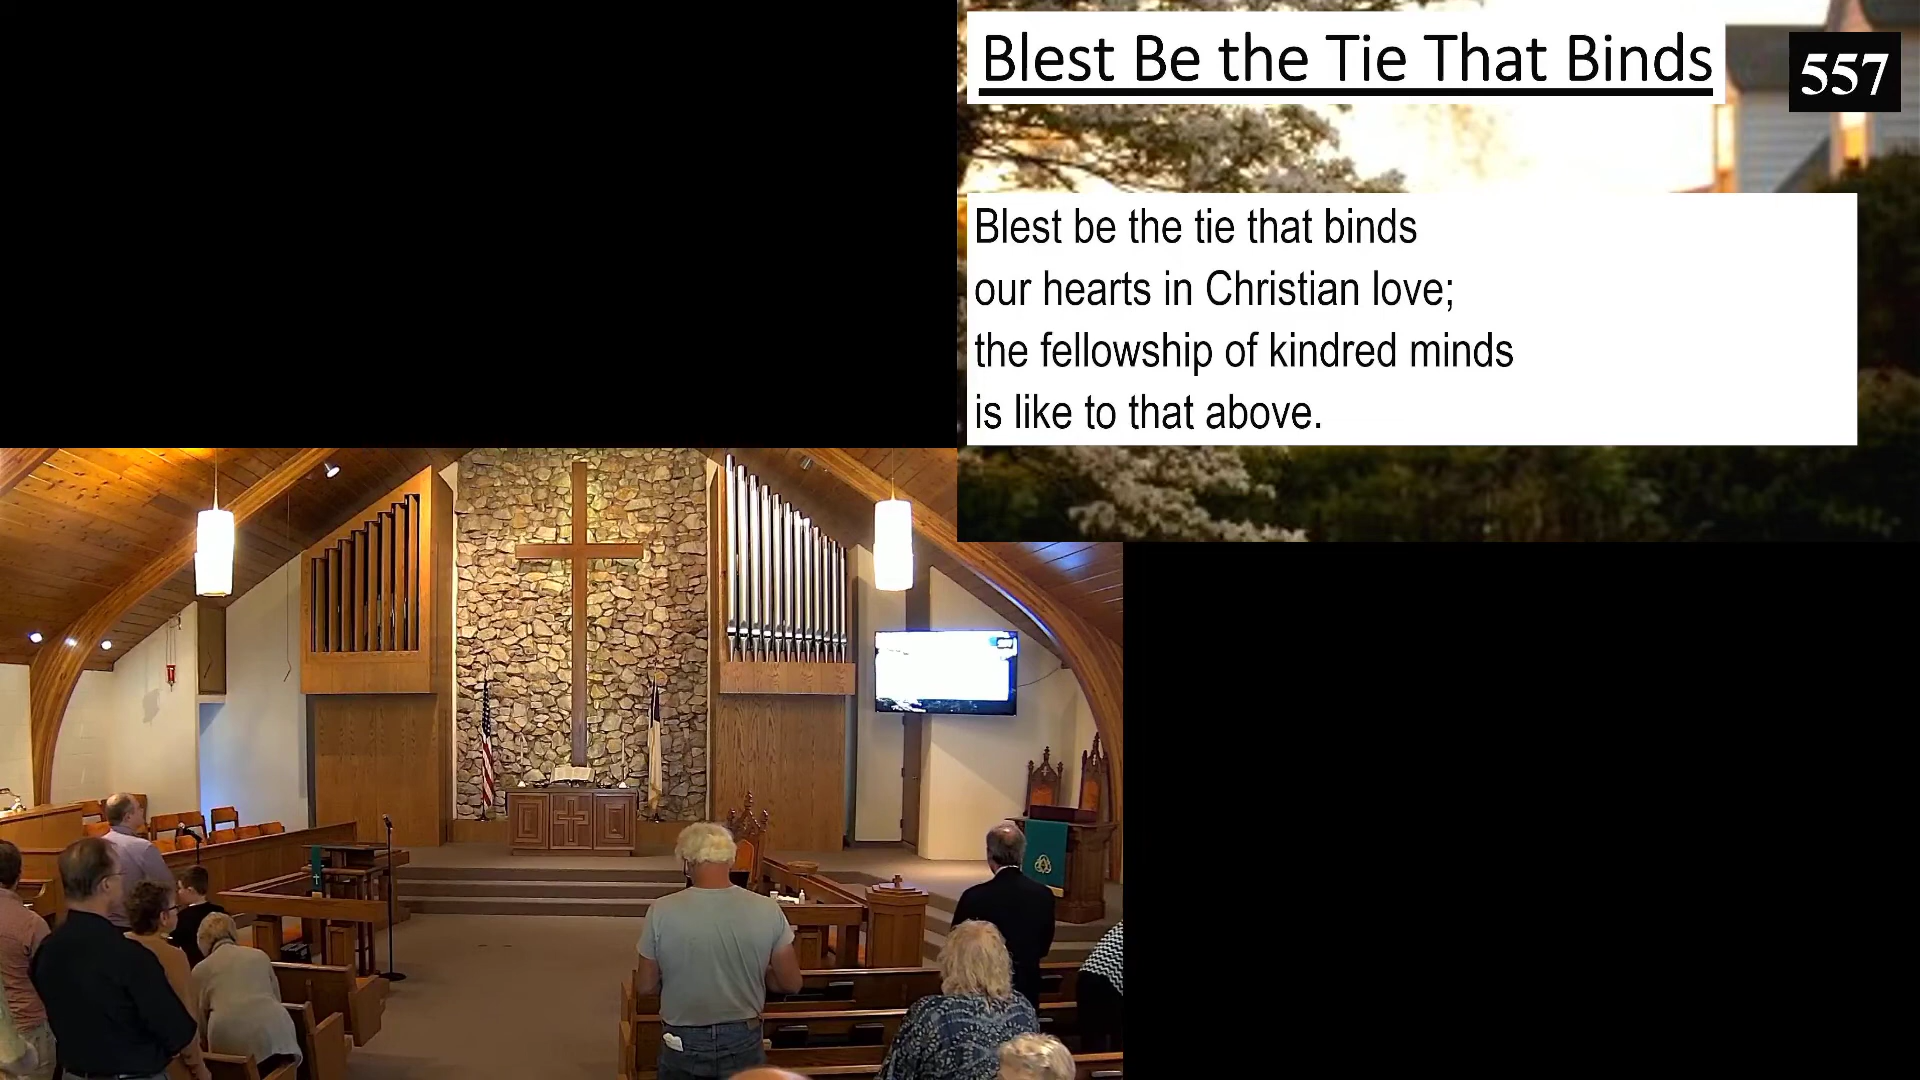 Blest Be the Tie That Binds
557
Blest be the tie that binds
our hearts in Christian love;
the fellowship of kindred minds
is like to that above.